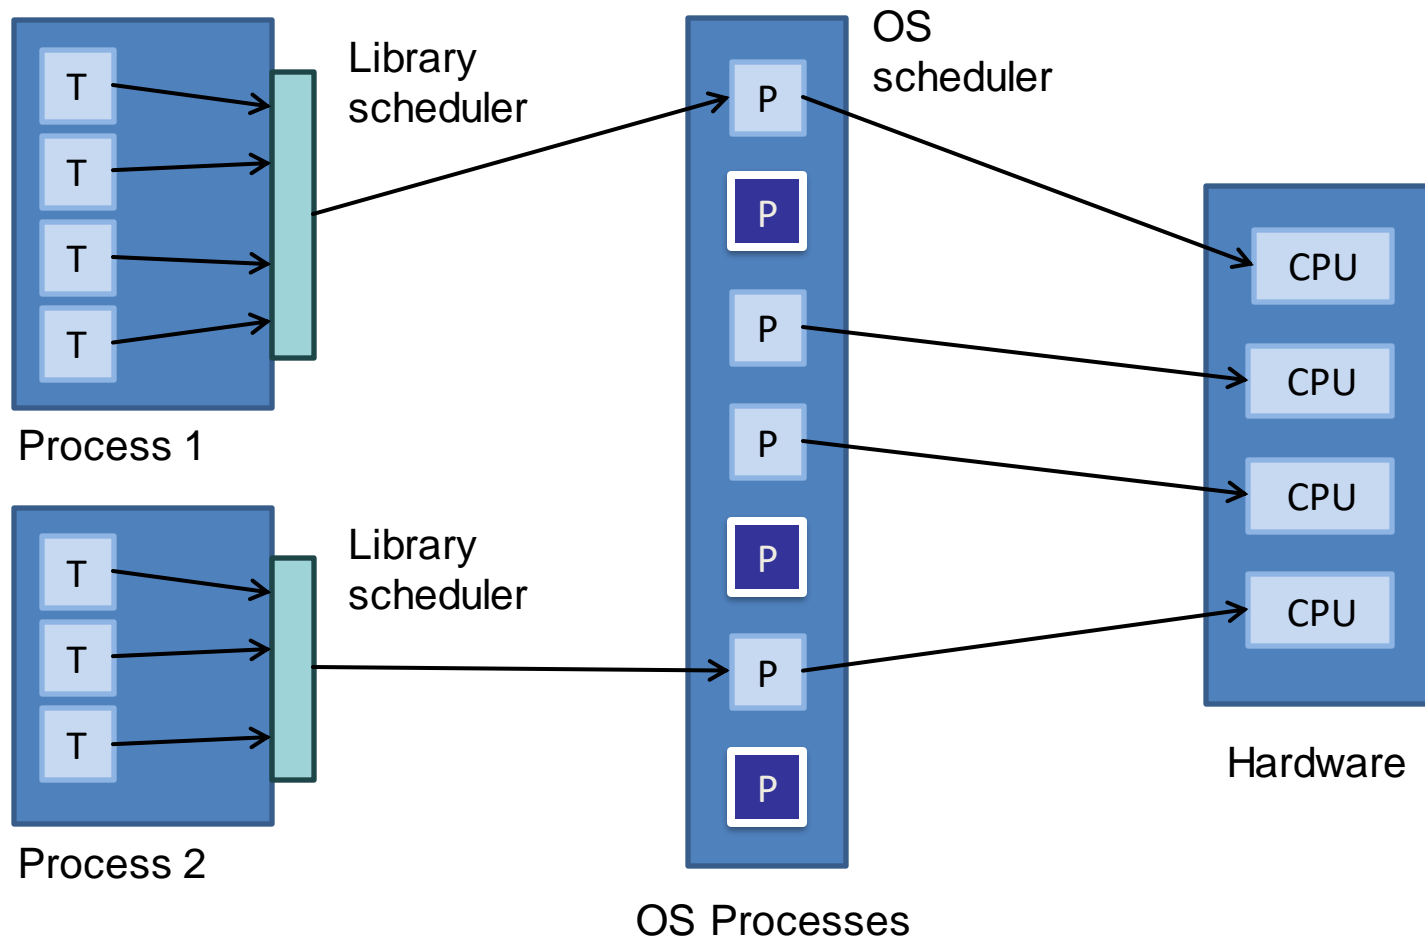 T
T
T
T
Library
scheduler
Process 1
T
T
T
Library
scheduler
Process 2
OS
scheduler
P
P
P
P
P
P
P
OS Processes
CPU
CPU
CPU
CPU
Hardware